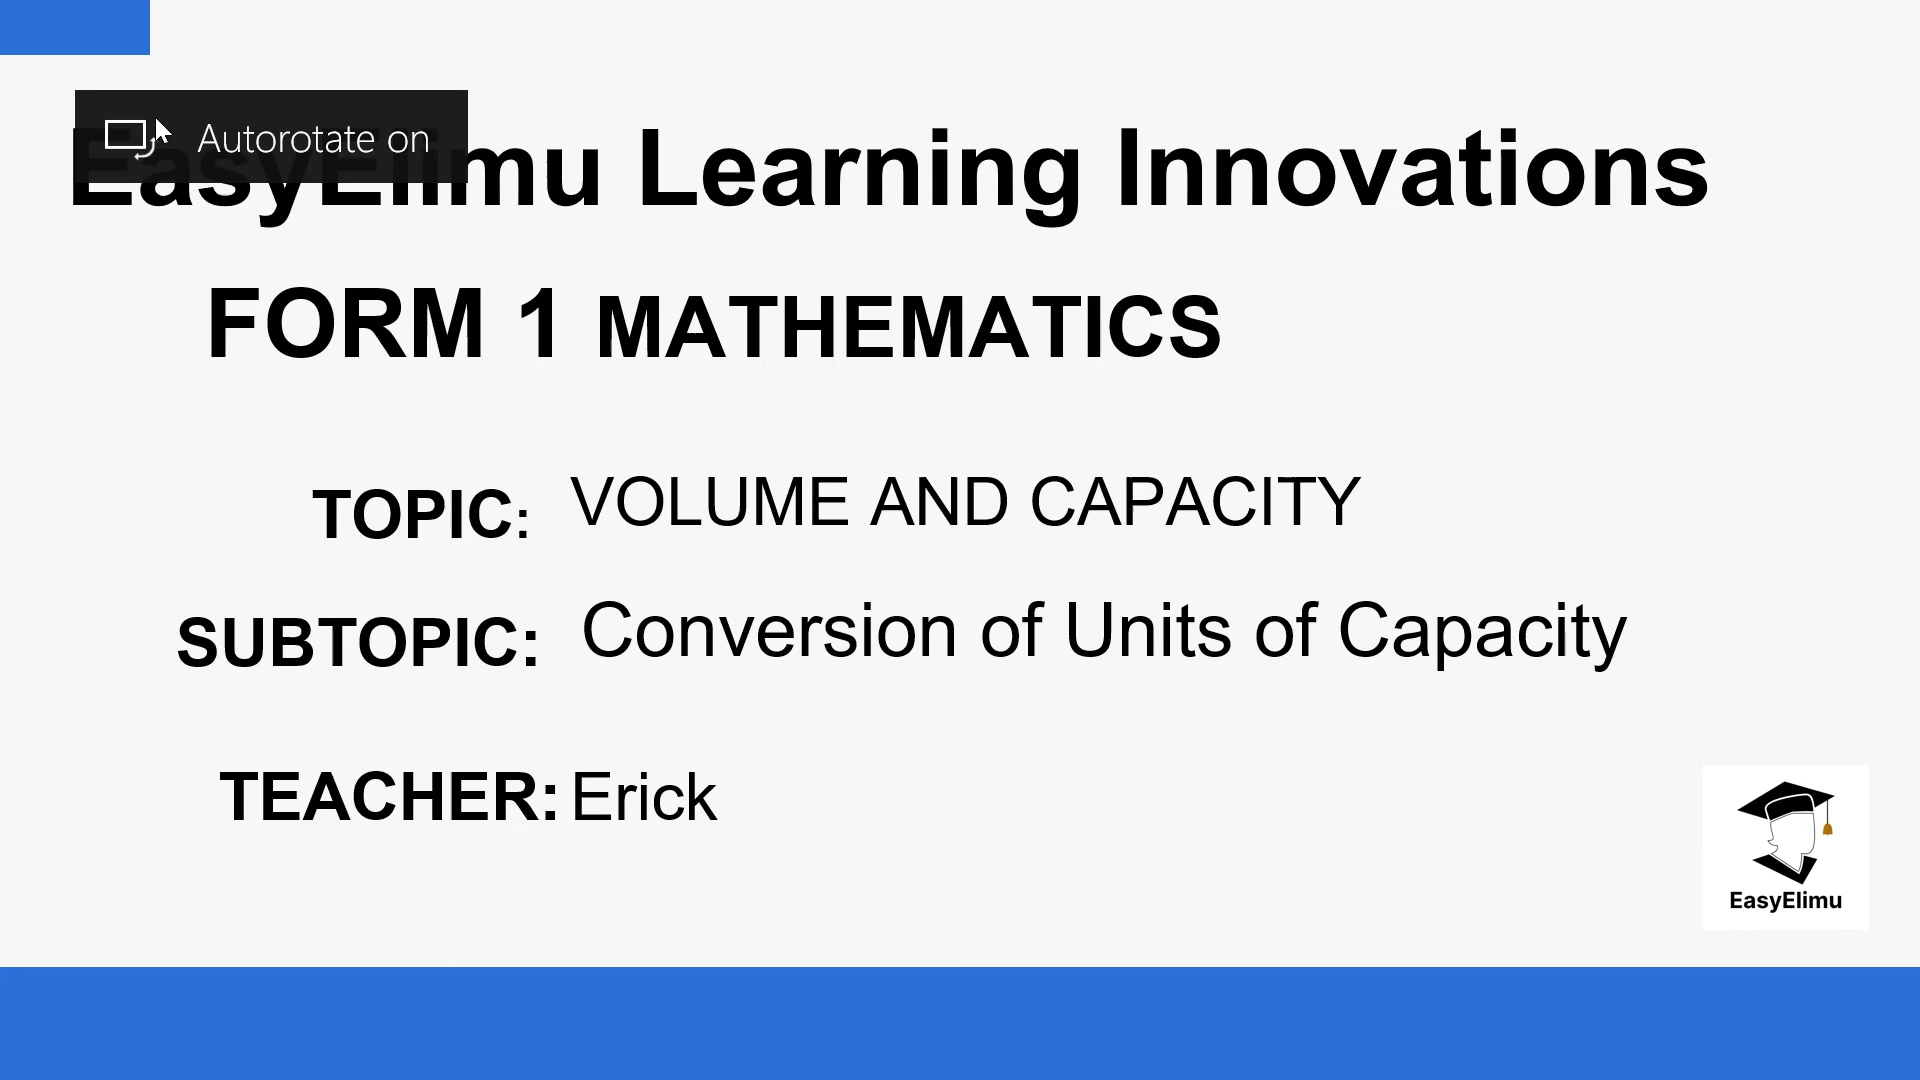 Autorotate on
EasyElimu Learning Innovations
FORM 1 MATHEMATICS
TOPIC: VOLUME AND CAPACITY
SUBTOPIC: Conversion of Units of Capacity
TEACHER: Erick
EasyElimu